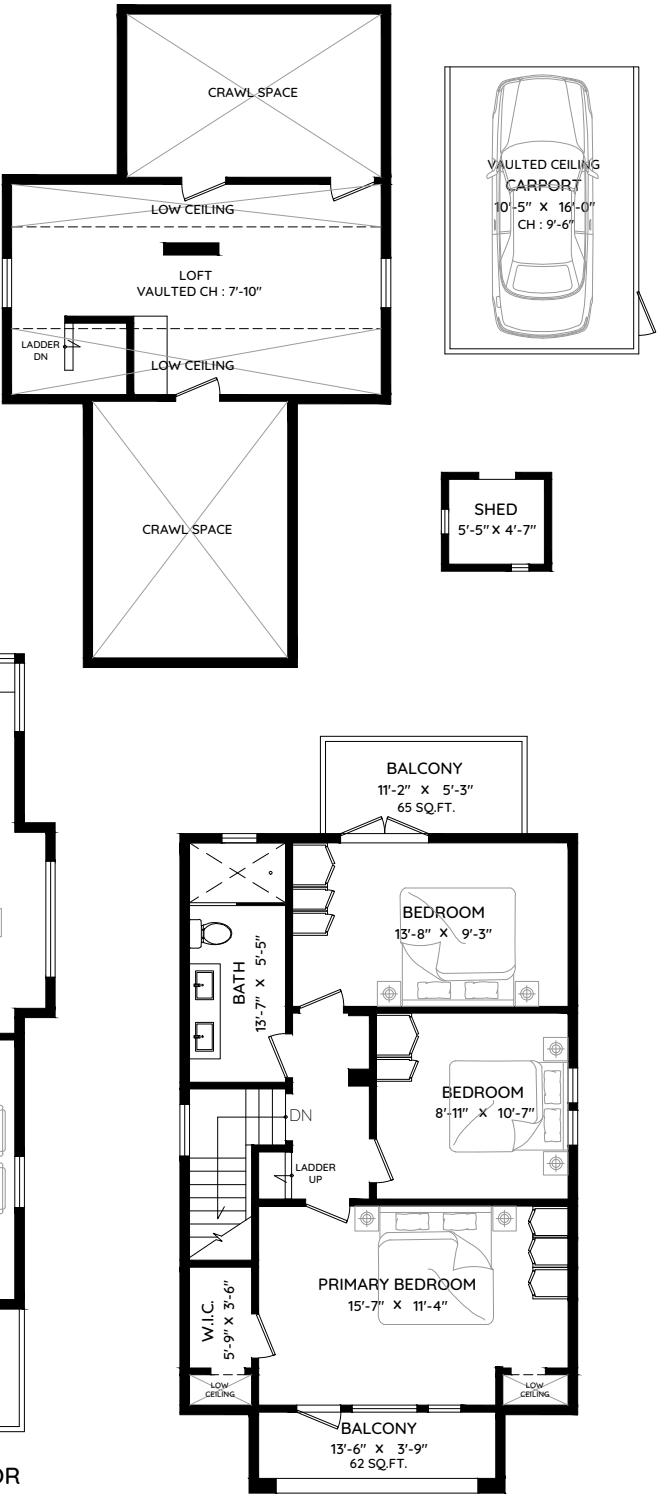 CRAWL SPACE
LOW CEILING
LOFT
VAULTED CH : 7'-10"
LADDER
DN
LOW CEILING
CRAWL SPACE
VAULTED CEILING
CARPORT
10'-5" X 16'-0"
CH : 9'-6"
SHED
5'-5" X 4'-7"
BALCONY
11'-2" X 5'-3"
65 SQ.FT.
BEDROOM
13'-8" X 9'-3"
BATH
13'-7" X 5'-5"
BEDROOM
8'-11" X 10'-7"
DN
LADDER
UP
PRIMARY BEDROOM
15'-7" X 11'-4"
W.I.C.
5'-9" X 3'-6"
LOW
CEILING
LOW
CEILING
BALCONY
13'-6" X 3'-9"
62 SQ.FT.
OR